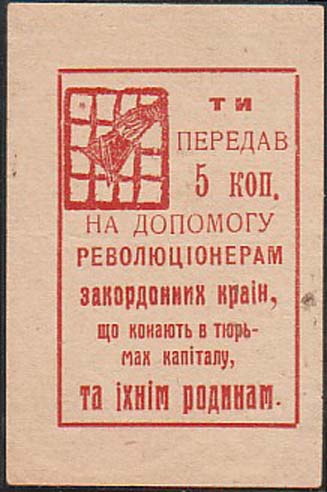 ТИ
ПЕРЕДАВ
5 КОП.
НА ДОПОМОГУ
РЕВОЛЮЦІОНЕРАМ
закордонних країн,
що конають в тюрь-
мах капіталу,
та їхнім родинам.